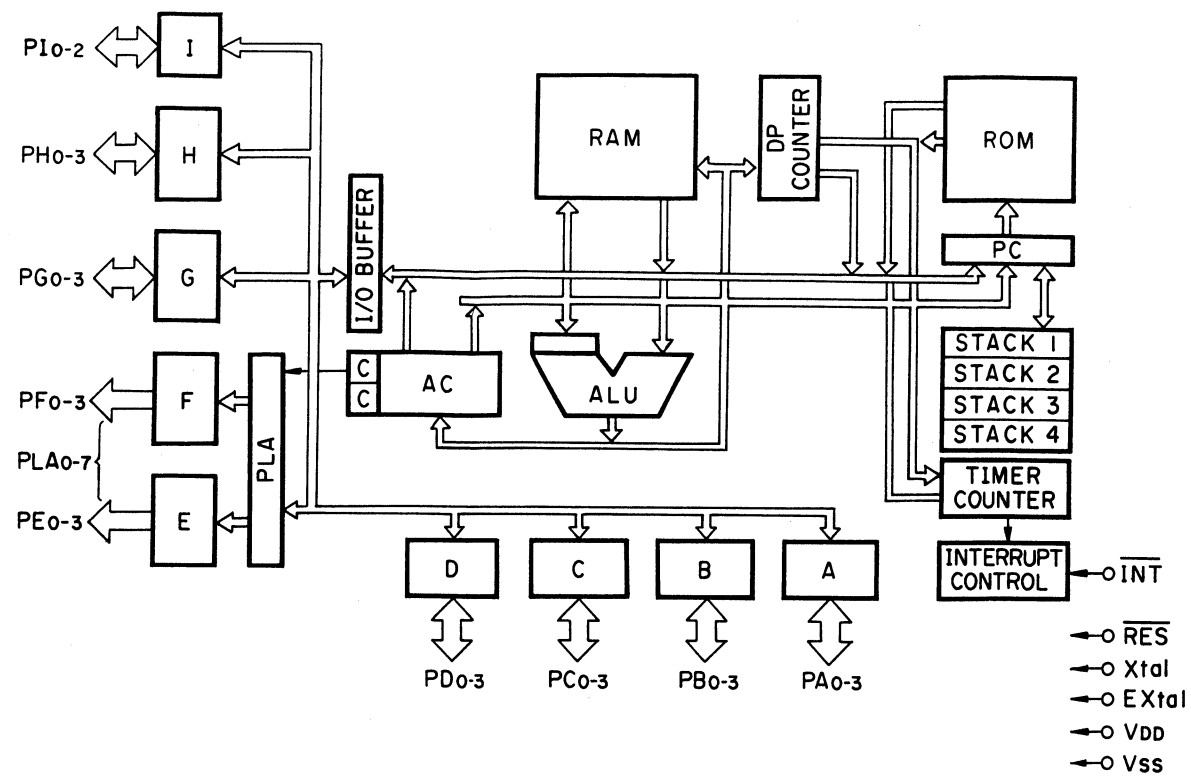 PI0-2
I
PH0-3
H
PG0-3
G
PF0-3
F
PLA0-7
PE0-3
E
PLA
I/O BUFFER
C
C
AC
RAM
ALU
DP COUNTER
ROM
PC
STACK 1
STACK 2
STACK 3
STACK 4
TIMER
COUNTER
INTERRUPT
CONTROL
INT
RES
Xtal
EXtal
VDD
VSS
D
C
B
A
PD0-3
PC0-3
PB0-3
PA0-3